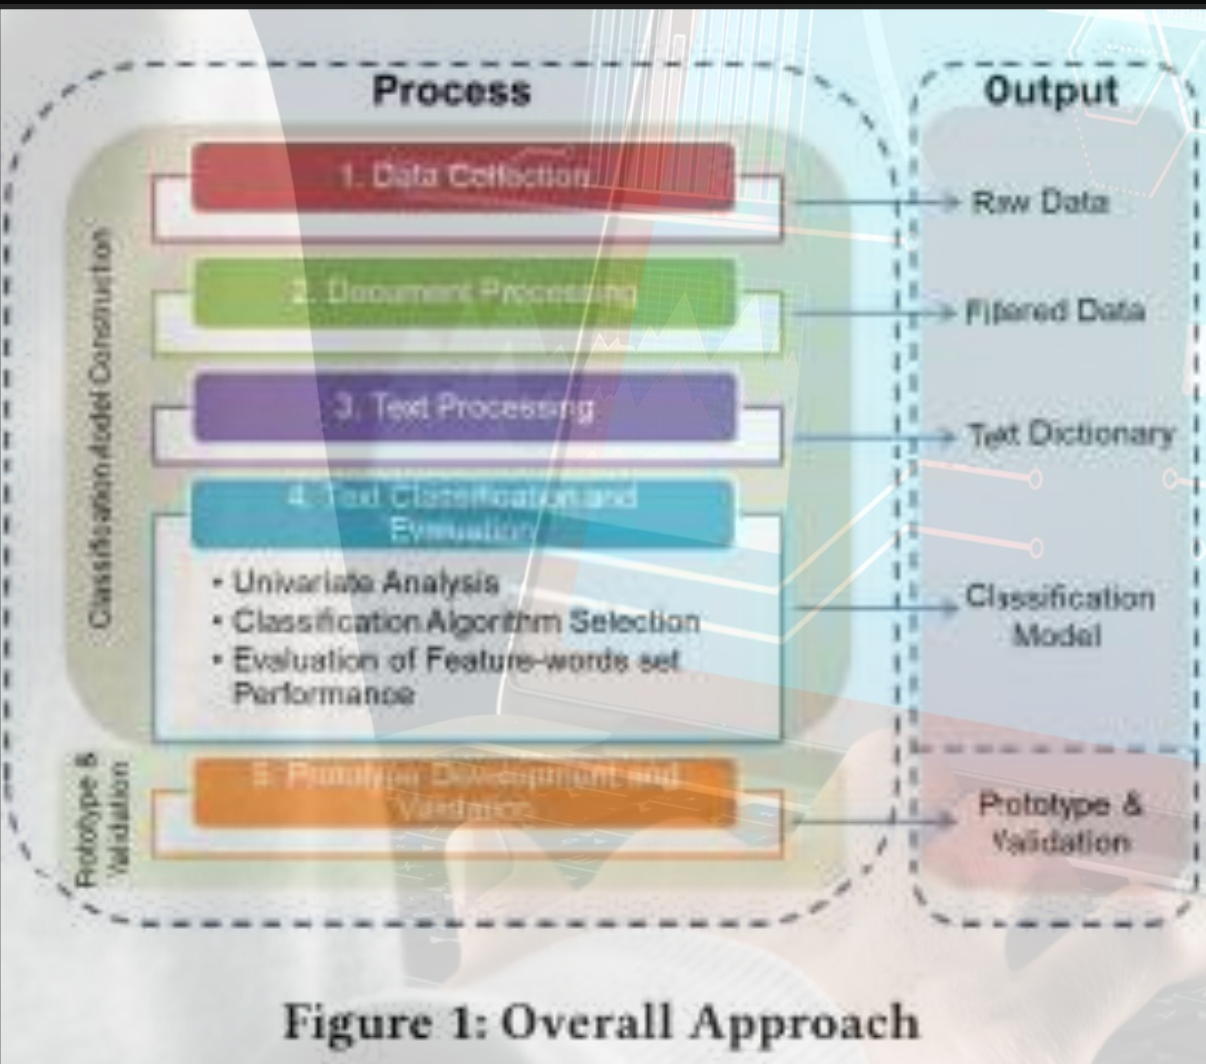 Process
Output
Classification Model Construction
1. Data Collection
Raw Data
2. Document Processing
Filtered Data
3. Text Processing
Text Dictionary
4. Text Classification and
Evaluation
• Univariate Analysis
• Classification Algorithm Selection
• Evaluation of Feature-words set
Performance
Classification
Model
Prototype &
Validation
5. Prototype Development and
Validation
Prototype &
Validation
Figure 1: Overall Approach